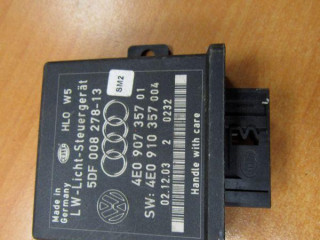 Made in
Germany
HELLA
HLO W5
LW-Licht-Steuergerät
5DF 008 278-13
SM2
4E0 907 357 01
SW: 4E0 910 357 004
02.12.03 2 0232
Handle with care